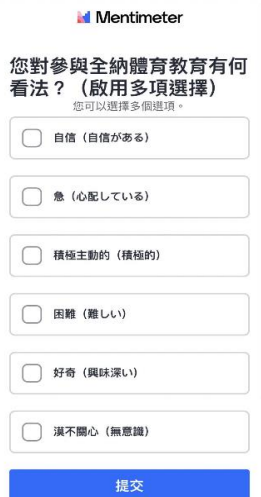 Mentimeter
您對參與全納體育教育有何
看法？（啟用多項選擇）
您可以選擇多個選項。
自信（自信がある）
急（心配している）
積極主動的（積極的）
困難（難しい）
好奇（興味深い）
漠不關心（無意識）
提交